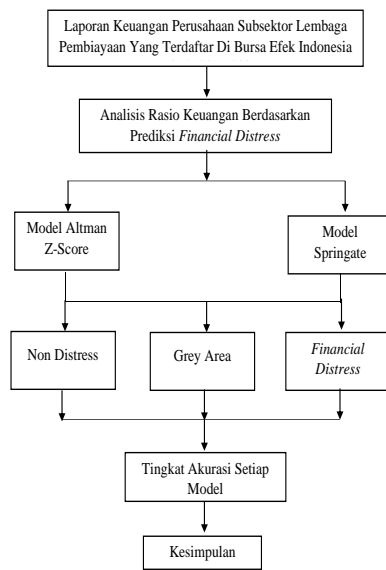 Laporan Keuangan Perusahaan Subsektor Lembaga
Pembiayaan Yang Terdaftar Di Bursa Efek Indonesia
Analisis Rasio Keuangan Berdasarkan
Prediksi Financial Distress
Model Altman
Z-Score
Model
Springate
Non Distress
Grey Area
Financial
Distress
Tingkat Akurasi Setiap
Model
Kesimpulan